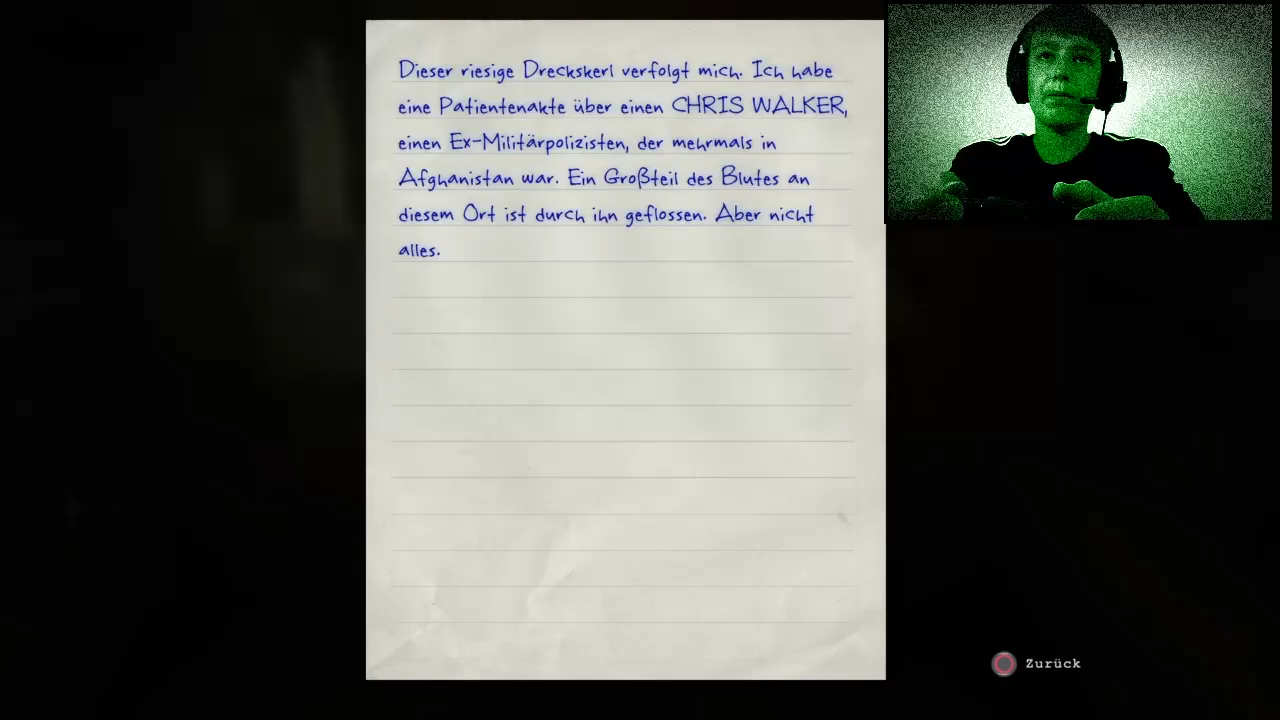 Dieser riesige Dreckskerl verfolgt mich. Ich habe
eine Patientenakte über einen CHRIS WALKER,
einen Ex-Militärpolizisten, der mehrmals in
Afghanistan war. Ein Großteil des Blutes an
diesem Ort ist durch ihn geflossen. Aber nicht
alles.
Zurück